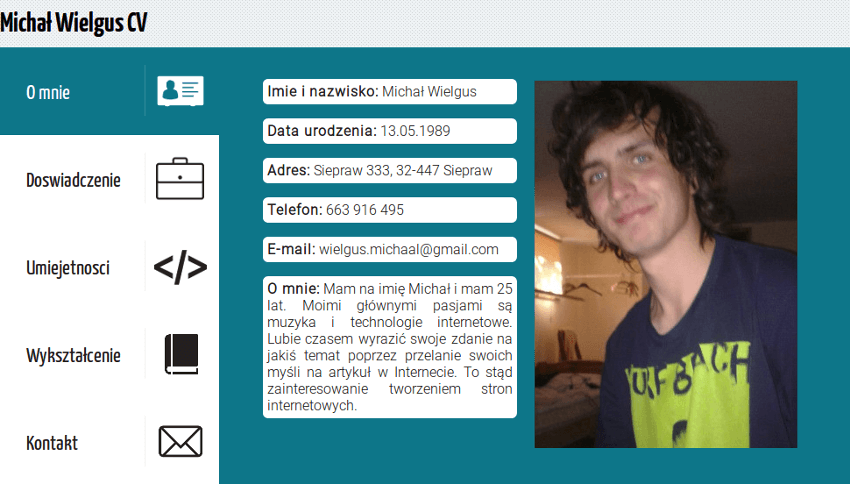 Michał Wielgus CV
O mnie
Doswiadczenie
Umiejetnosci
Wykształcenie
Kontakt
Imie i nazwisko: Michał Wielgus
Data urodzenia: 13.05.1989
Adres: Siepraw 333, 32-447 Siepraw
Telefon: 663 916 495
E-mail: wielgus.michaal@gmail.com
O mnie: Mam na imię Michał i mam 25
lat. Moimi głównymi pasjami są
muzyka i technologie internetowe.
Lubie czasem wyrazić swoje zdanie na
jakiś temat poprzez przelanie swoich
myśli na artykuł w Internecie. To stąd
zainteresowanie tworzeniem stron
internetowych.